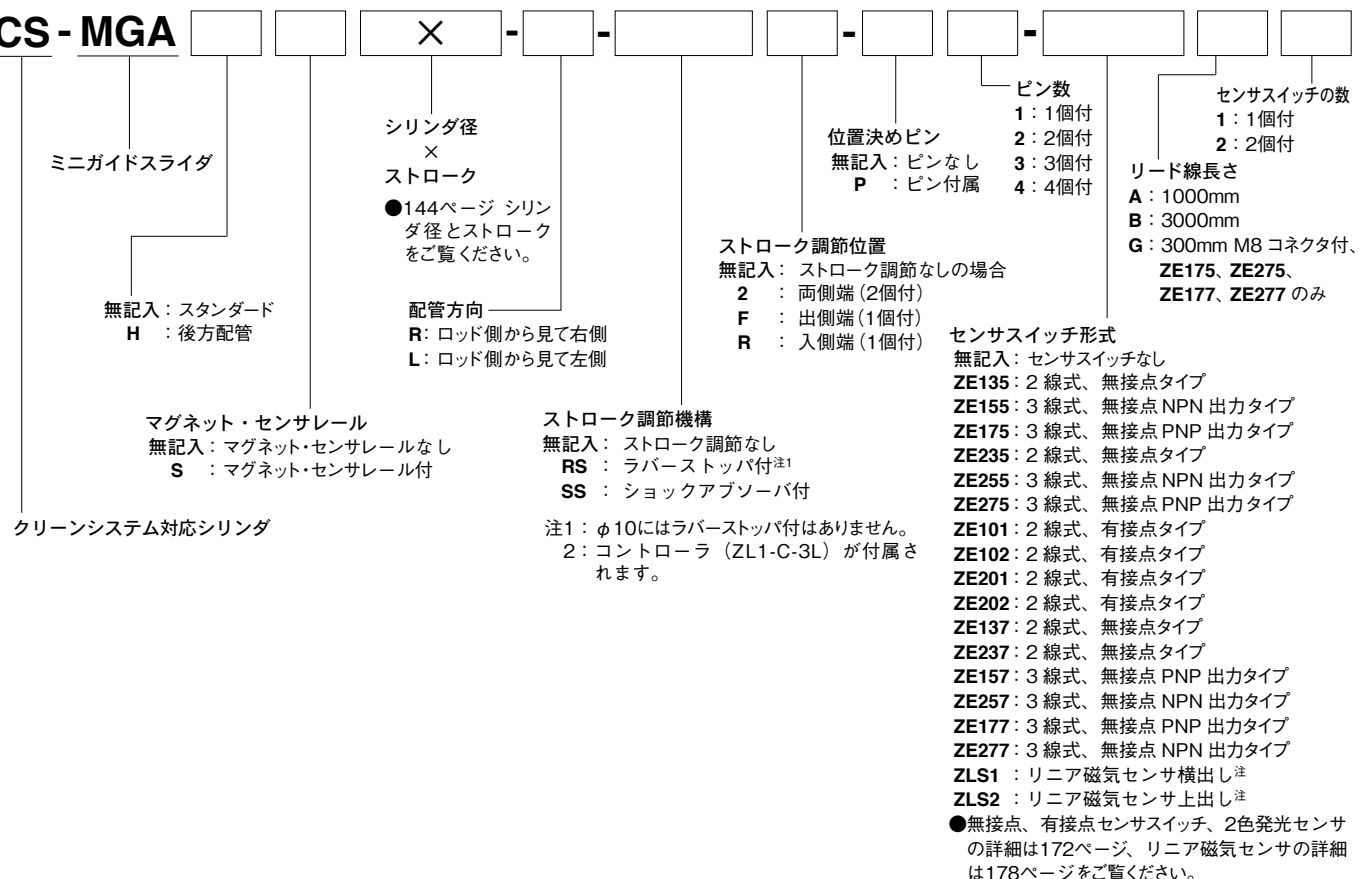 CS - MGA × - - - -
ミニガイドスライダ
無記入：スタンダード
H ：後方配管
マグネット・センサレール
無記入：マグネット・センサレールなし
S ：マグネット・センサレール付
クリーンシステム対応シリンダ
シリンダ径
×
ストローク
●144ページ シリン
ダ径とストローク
をご覧ください。
配管方向
R：ロッド側から見て右側
L：ロッド側から見て左側
ストローク調節機構
無記入： ストローク調節なし
RS ： ラバーストッパ付注1
SS ： ショックアブソーバ付
注1：φ10にはラバーストッパ付はありません。
2：コントローラ（ZL1-C-3L）が付属さ
れます。
ストローク調節位置
無記入： ストローク調節なしの場合
2 ： 両側端（2個付）
F ： 出側端（1個付）
R ： 入側端（1個付）
位置決めピン
無記入：ピンなし
P ：ピン付属
ピン数
1：1個付
2：2個付
3：3個付
4：4個付
センサスイッチ形式
無記入：センサスイッチなし
ZE135：2 線式、無接点タイプ
ZE155：3 線式、無接点 NPN 出力タイプ
ZE175：3 線式、無接点 PNP 出力タイプ
ZE235：2 線式、無接点タイプ
ZE255：3 線式、無接点 NPN 出力タイプ
ZE275：3 線式、無接点 PNP 出力タイプ
ZE101：2 線式、有接点タイプ
ZE102：2 線式、有接点タイプ
ZE201：2 線式、有接点タイプ
ZE202：2 線式、有接点タイプ
ZE137：2 線式、無接点タイプ
ZE237：2 線式、無接点タイプ
ZE157：3 線式、無接点 PNP 出力タイプ
ZE257：3 線式、無接点 NPN 出力タイプ
ZE177：3 線式、無接点 PNP 出力タイプ
ZE277：3 線式、無接点 NPN 出力タイプ
ZLS1 ：リニア磁気センサ横出し注
ZLS2 ：リニア磁気センサ上出し注
●無接点、有接点センサスイッチ、2色発光センサ
の詳細は172ページ、リニア磁気センサの詳細
は178ページをご覧ください。
リード線長さ
A：1000mm
B：3000mm
G：300mm M8 コネクタ付、
ZE175、ZE275、
ZE177、ZE277 のみ
センサスイッチの数
1：1個付
2：2個付